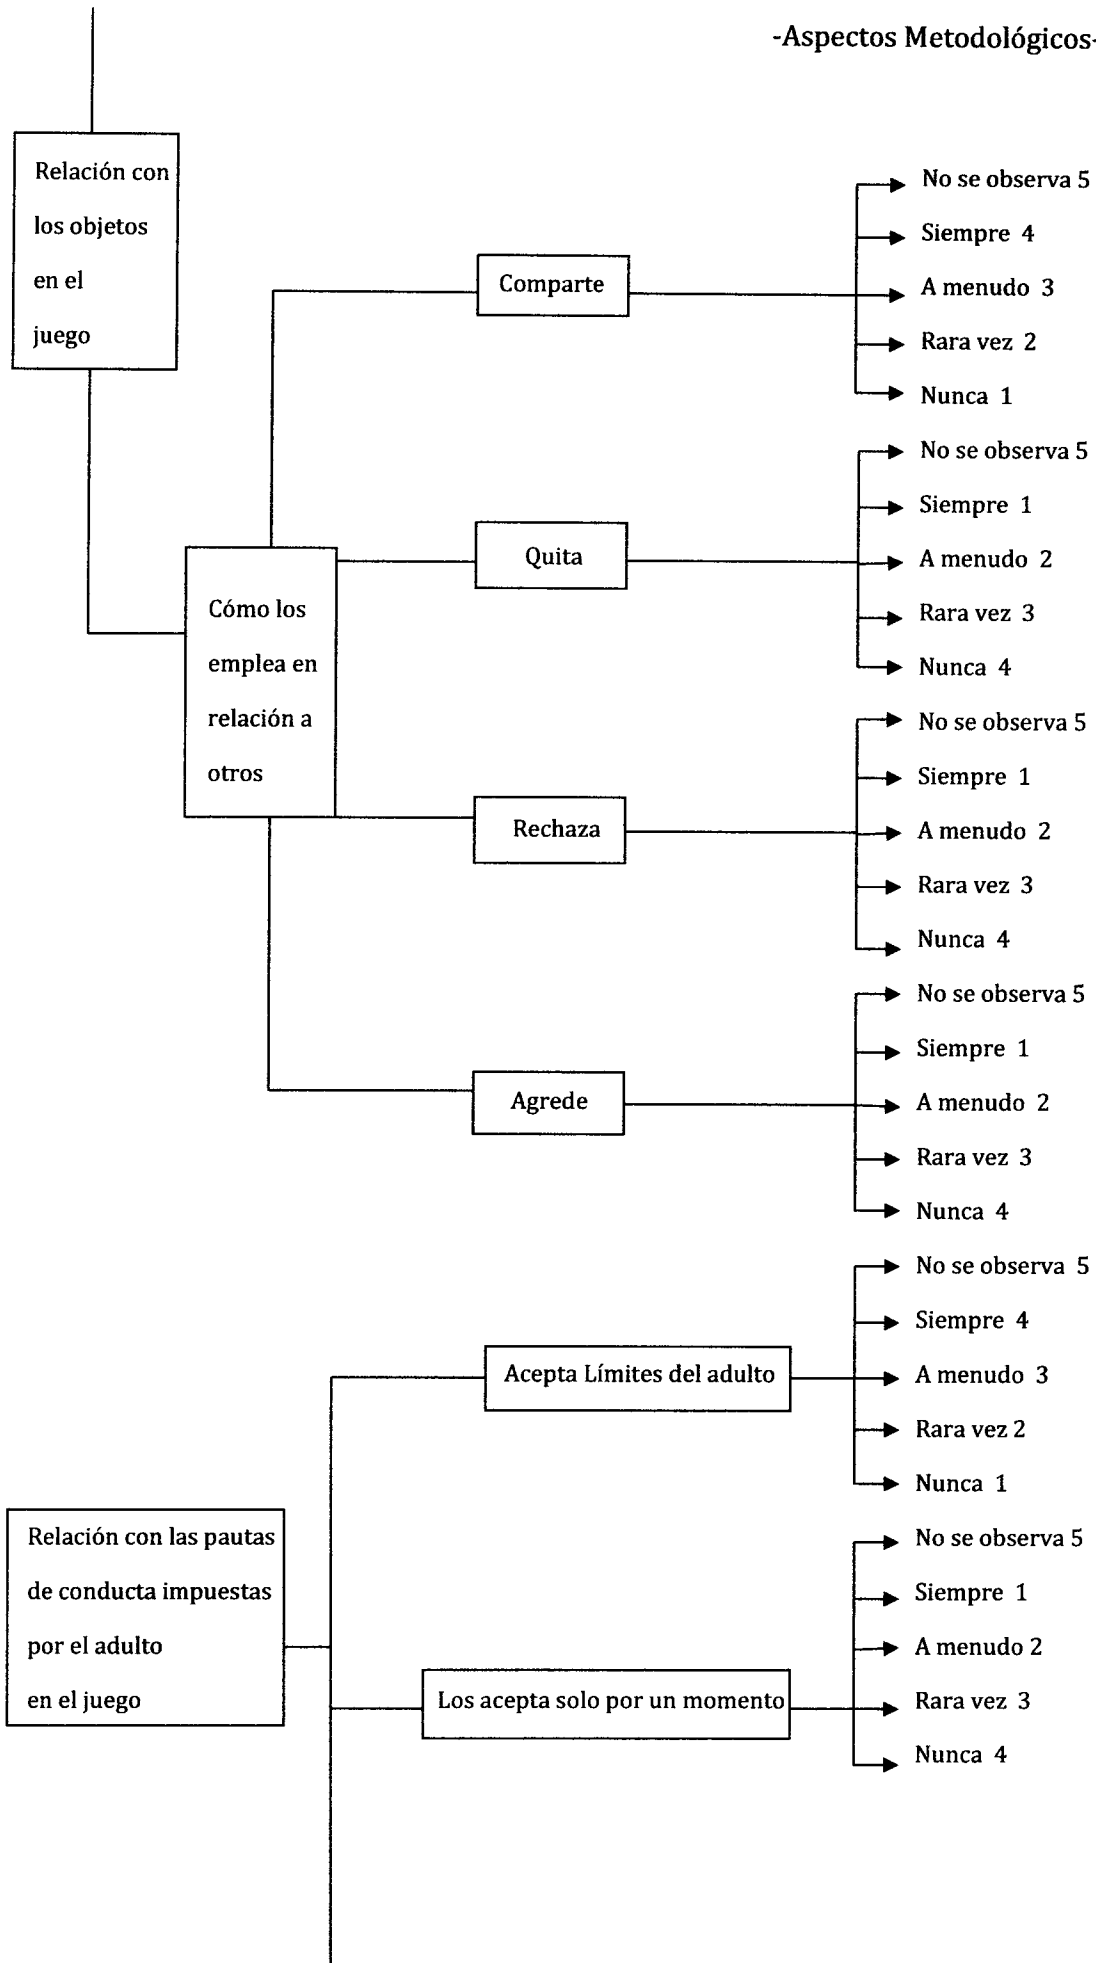 -Aspectos Metodológicos-
Relación con
los objetos
en el
juego
Cómo los
emplea en
relación a
otros
Comparte
No se observa 5
Siempre 4
A menudo 3
Rara vez 2
Nunca 1
Quita
No se observa 5
Siempre 1
A menudo 2
Rara vez 3
Nunca 4
Rechaza
No se observa 5
Siempre 1
A menudo 2
Rara vez 3
Nunca 4
Agrede
No se observa 5
Siempre 1
A menudo 2
Rara vez 3
Nunca 4
Relación con las pautas
de conducta impuestas
por el adulto
en el juego
Acepta Límites del adulto
No se observa 5
Siempre 4
A menudo 3
Rara vez 2
Nunca 1
Los acepta solo por un momento
No se observa 5
Siempre 1
A menudo 2
Rara vez 3
Nunca 4